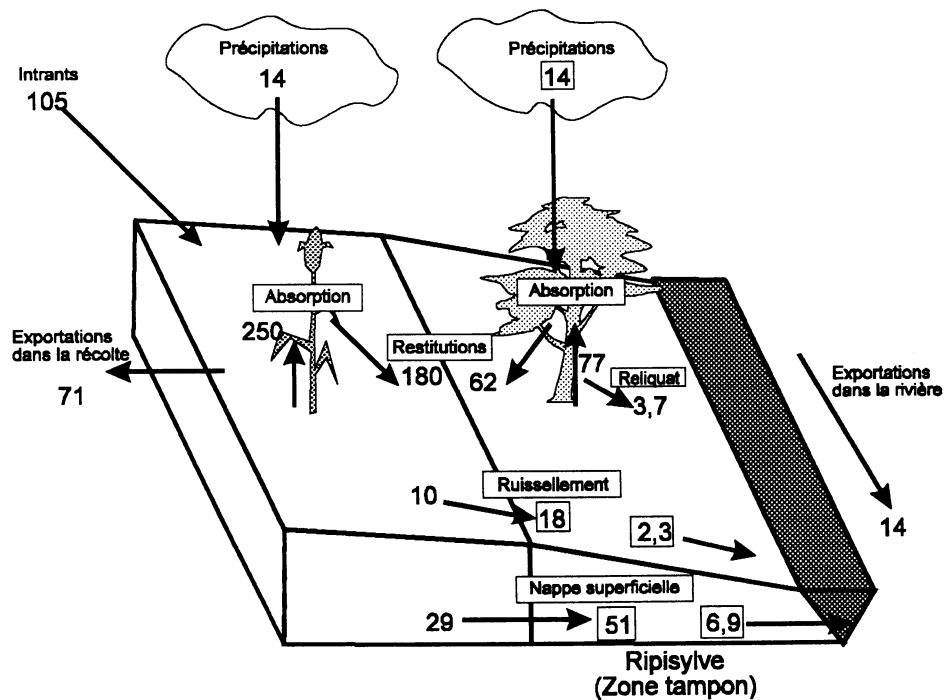 Précipitations
14
Précipitations
14
Intrants
105
Absorption
250
Absorption
Exportations
dans la récolte
71
Restitutions
180
62
77
Reliquat
3,7
Exportations
dans la rivière
14
Ruissellement
10
18
2,3
Nappe superficielle
29
51
6,9
Ripisylve
(Zone tampon)